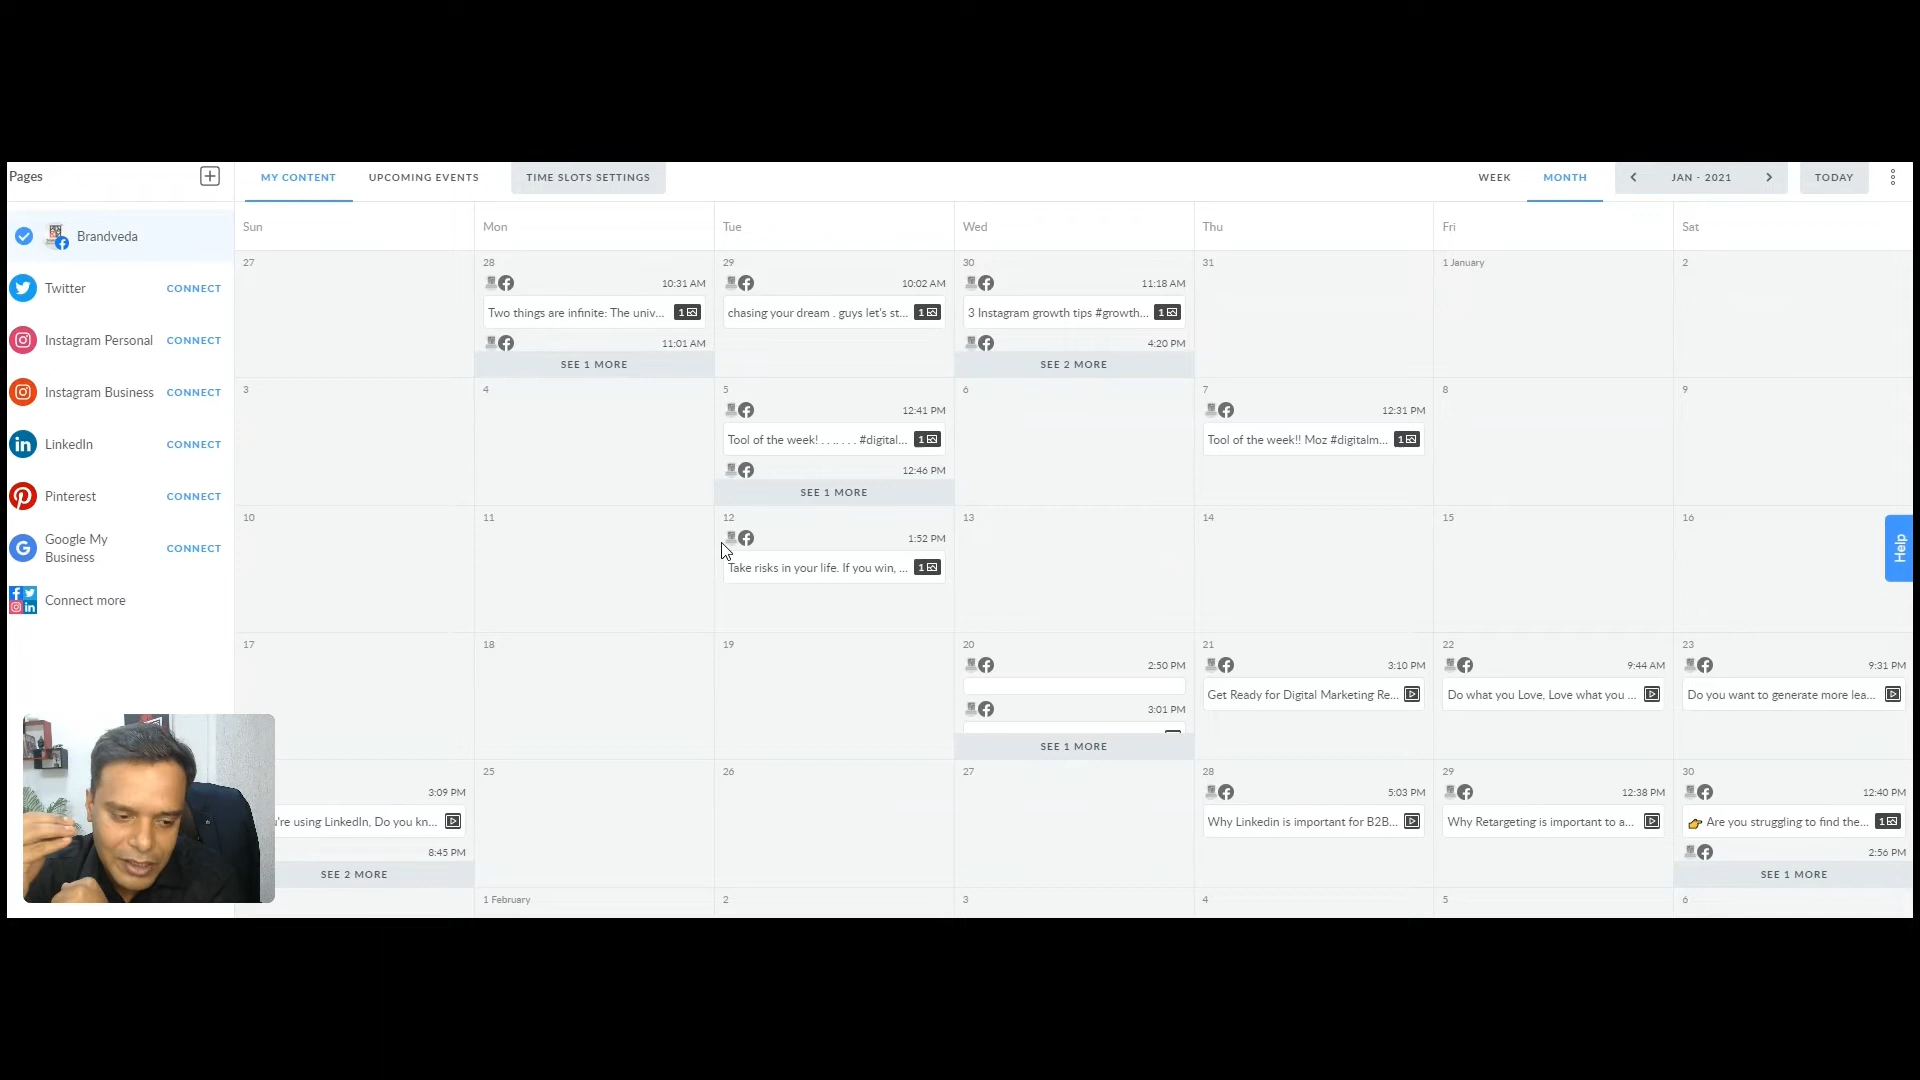 Pages
MY CONTENT
UPCOMING EVENTS
TIME SLOTS SETTINGS
WEEK
MONTH
JAN - 2021
TODAY
Brandveda
Twitter
CONNECT
Instagram Personal
CONNECT
Instagram Business
CONNECT
LinkedIn
CONNECT
Pinterest
CONNECT
Google My
Business
CONNECT
Connect more
Sun
Mon
Tue
Wed
Thu
Fri
Sat
27
28
10:31 AM
Two things are infinite: The univ...
1
11:01 AM
SEE 1 MORE
29
10:02 AM
chasing your dream . guys let's st...
1
30
11:18 AM
3 Instagram growth tips #growth...
1
4:20 PM
SEE 2 MORE
31
1 January
2
3
4
5
12:41 PM
Tool of the week! . . .. . . . #digital...
1
12:46 PM
SEE 1 MORE
6
7
12:31 PM
Tool of the week!! Moz #digitalm...
1
8
9
10
11
12
1:52 PM
Take risks in your life. If you win, ...
1
13
14
15
16
Help
17
18
19
20
2:50 PM
3:01 PM
SEE 1 MORE
21
3:10 PM
Get Ready for Digital Marketing Re...
22
9:44 AM
Do what you Love, Love what you ...
23
9:31 PM
Do you want to generate more lea...
3:09 PM
're using LinkedIn, Do you kn...
8:45 PM
SEE 2 MORE
25
26
27
28
5:03 PM
Why Linkedin is important for B2B...
29
12:38 PM
Why Retargeting is important to a...
30
12:40 PM
👉 Are you struggling to find the...
1
2:56 PM
SEE 1 MORE
1 February
2
3
4
5
6